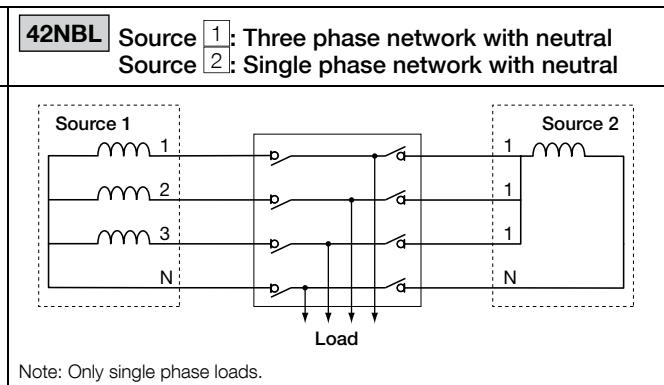 42NBL Source 1: Three phase network with neutral
Source 2: Single phase network with neutral
Source 1
Source 2
1
1
2
1
3
1
N
N
Load
Note: Only single phase loads.